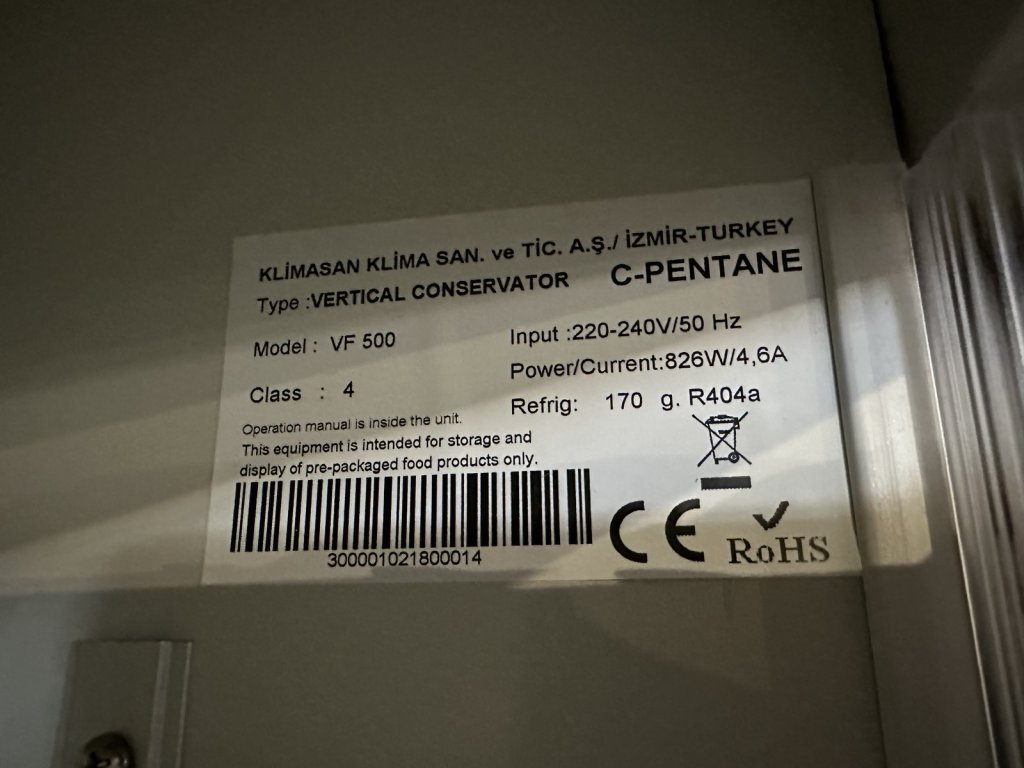 KLİMASAN KLİMA SAN. ve TİC. A.Ş./ İZMİR-TURKEY
Type :VERTICAL CONSERVATOR C-PENTANE
Model : VF 500 Input :220-240V/50 Hz
Power/Current:826W/4,6A
Class : 4
Refrig: 170 g. R404a
Operation manual is inside the unit.
This equipment is intended for storage and
display of pre-packaged food products only.
300001021800014
CE RoHS